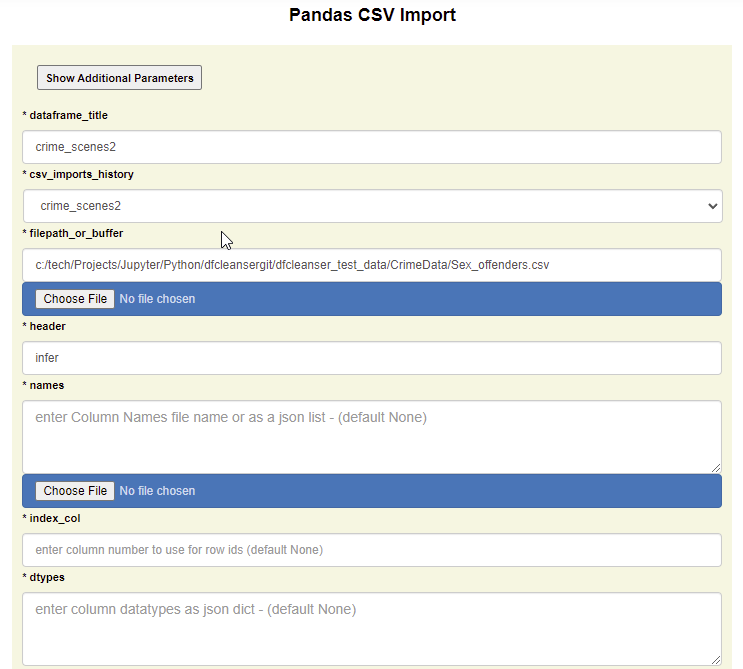 Pandas CSV Import
Show Additional Parameters
* dataframe_title
crime_scenes2
* csv_imports_history
crime_scenes2
* filepath_or_buffer
c:/tech/Projects/Jupyter/Python/dfcleansergit/dfcleanser_test_data/CrimeData/Sex_offenders.csv
Choose File No file chosen
* header
infer
* names
enter Column Names file name or as a json list - (default None)
Choose File No file chosen
* index_col
enter column number to use for row ids (default None)
* dtypes
enter column datatypes as json dict - (default None)